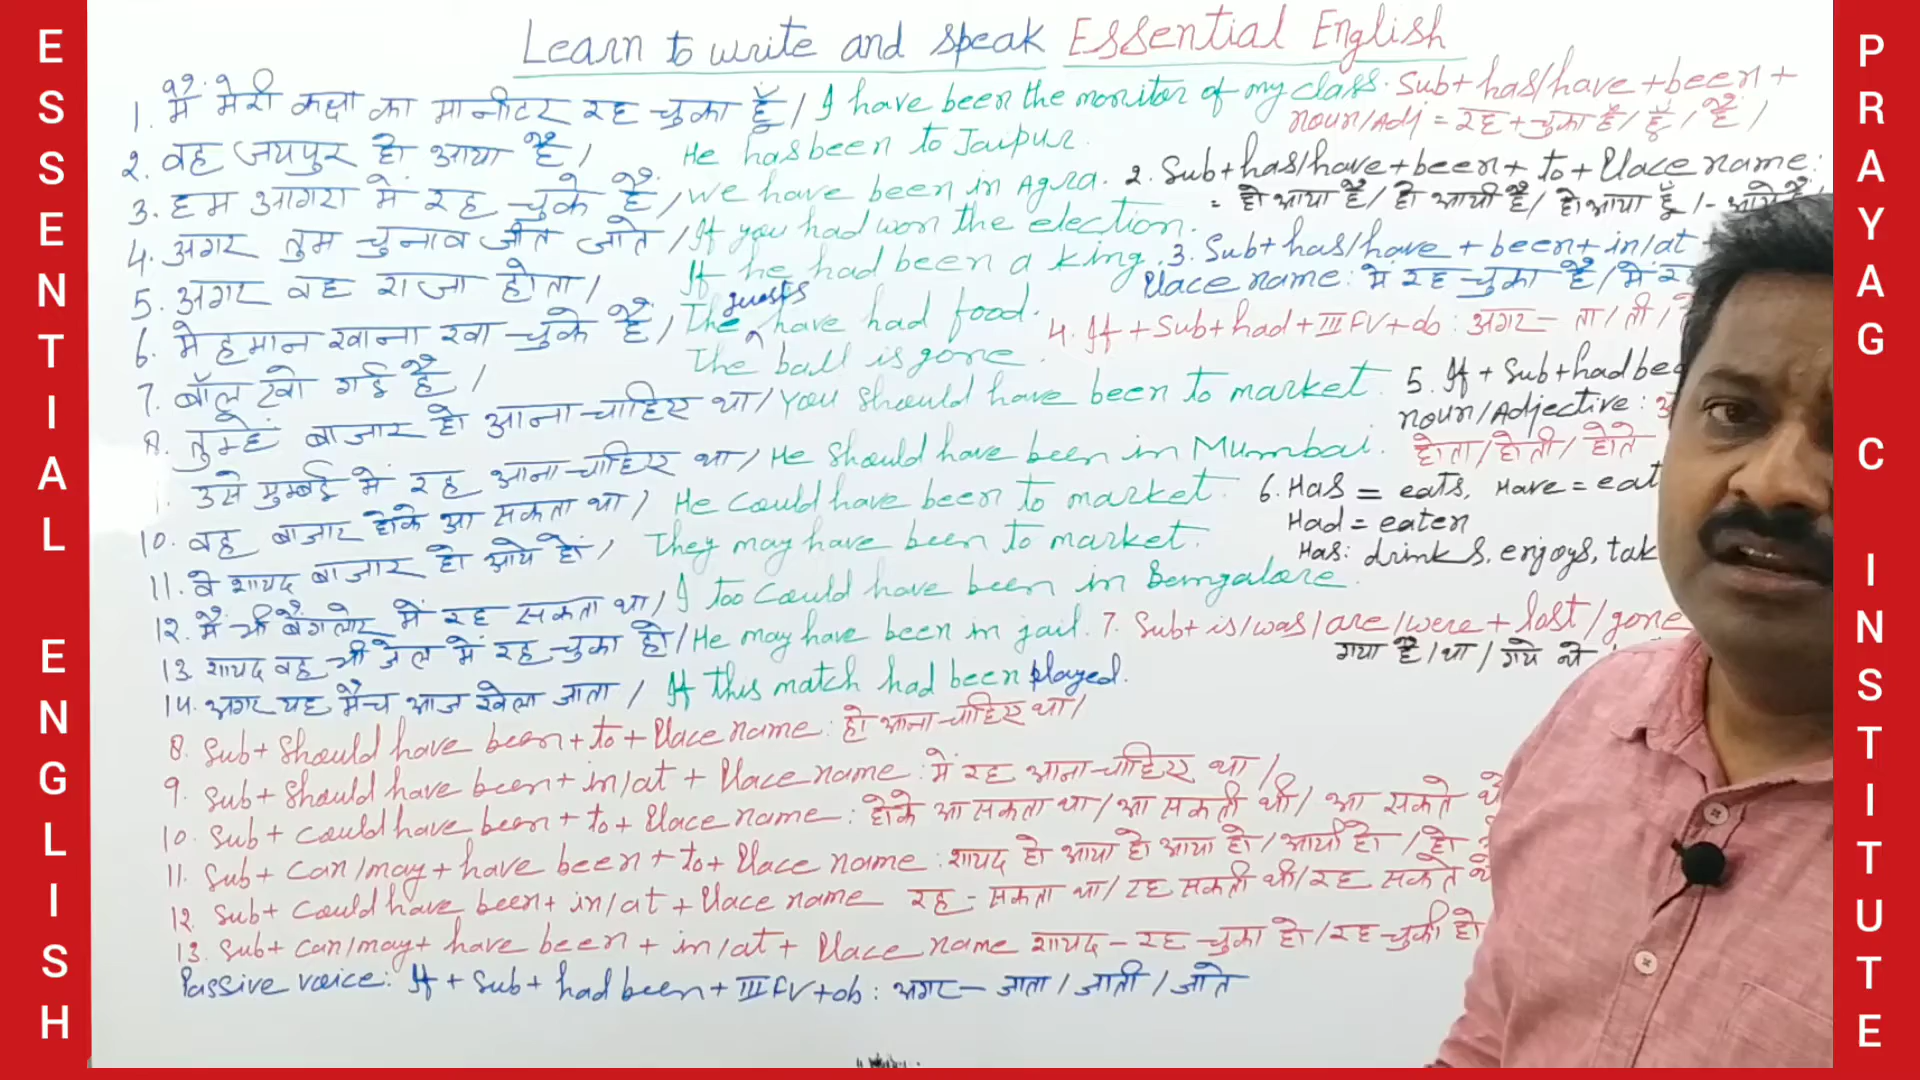 ESSENTIAL ENGLISH
Learn to write and speak Essential English
1. मैं मेरी कक्षा का मानीटर रह चुका हूँ / I have been the monitor of my class. Sub + has/have + been +
noun/Adj = रह + चुका है / हूँ / हैं /
2. वह जयपुर हो आया है / He has been to Jaipur.
2. Sub + has/have + been + to + Place name:
= हो आया है / हो आयी है / हो आया हूँ / - आये हैं
3. हम आगरा में रह चुके हैं / We have been in Agra.
4. अगर तुम चुनाव जीत जाते / If you had won the election.
3. Sub + has/have + been + in/at +
Place name: में रह चुका है / में र
5. अगर वह राजा होता / If he had been a king.
6. मेहमान खाना खा चुके हैं / The guests have had food.
4. If + Sub + had + III FV + ob: अगर - ता / ती /
7. बॉल खो गई है / The ball is gone.
5. If + Sub + had bee
noun/Adjective:
होता / होती / होते
8. तुम्हें बाजार हो आना चाहिए था / You should have been to market.
उसे मुम्बई में रह आना चाहिए था / He should have been in Mumbai.
6. Has = eats, Have = eat
Had = eaten
Has: drinks, enjoys, tak
10. वह बाजार होके आ सकता था / He could have been to market.
11. वे शायद बाजार हो आये हों / They may have been to market.
12. मैं भी बैंगलोर में रह सकता था / I too could have been in Bemgalore.
13. शायद वह भी जेल में रह चुका हो / He may have been in jail.
7. Sub + is/was/are/were + lost/gone
गया है / था / गये थे
14. अगर यह मैच आज खेला जाता / If this match had been played.
8. Sub + should have been + to + Place name: हो आना चाहिए था /
9. Sub + should have been + in/at + Place name: में रह आना चाहिए था /
10. Sub + could have been + to + Place name: होके आ सकता था / आ सकती थी / आ सकते थे
11. Sub + can/may + have been + to + Place name: शायद हो आया हो आया हो / आयी हो / हो
12. Sub + could have been + in/at + Place name रह - सकता था / रह सकती थी / रह सकते थे
13. Sub + can/may + have been + in/at + Place name शायद - रह चुका हो / रह चुकी हो
Passive voice: If + Sub + had been + III FV + ob: अगर - जाता / जाती / जाते
PRAYAG C INSTITUTE